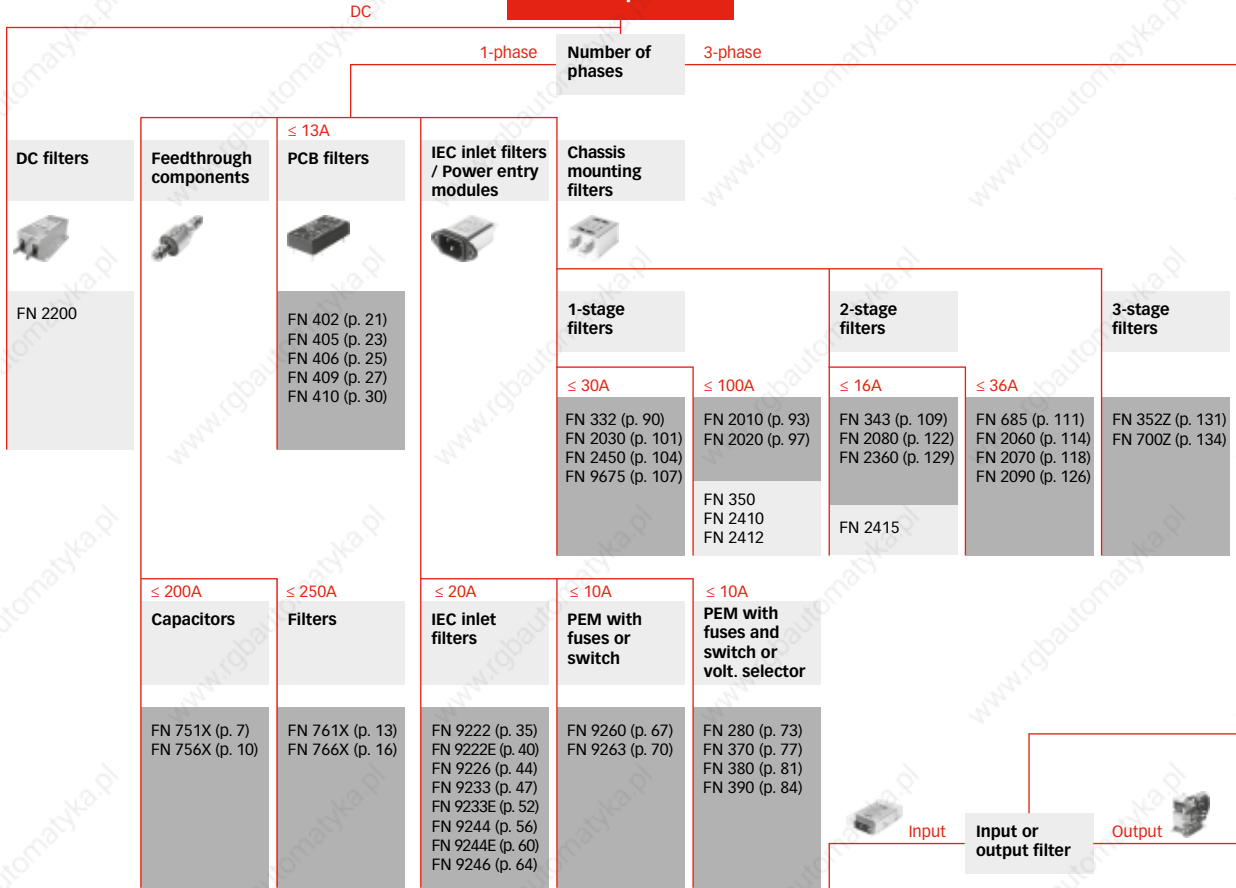 DC
1-phase
Number of
phases
3-phase
DC filters
Feedthrough
components
≤ 13A
PCB filters
IEC inlet filters
/ Power entry
modules
Chassis
mounting
filters
FN 2200
FN 402 (p. 21)
FN 405 (p. 23)
FN 406 (p. 25)
FN 409 (p. 27)
FN 410 (p. 30)
1-stage
filters
2-stage
filters
3-stage
filters
≤ 30A
FN 332 (p. 90)
FN 2030 (p. 101)
FN 2450 (p. 104)
FN 9675 (p. 107)
≤ 100A
FN 2010 (p. 93)
FN 2020 (p. 97)
FN 350
FN 2410
FN 2412
≤ 16A
FN 343 (p. 109)
FN 2080 (p. 122)
FN 2360 (p. 129)
FN 2415
≤ 36A
FN 685 (p. 111)
FN 2060 (p. 114)
FN 2070 (p. 118)
FN 2090 (p. 126)
FN 352Z (p. 131)
FN 700Z (p. 134)
≤ 200A
Capacitors
FN 751X (p. 7)
FN 756X (p. 10)
≤ 250A
Filters
FN 761X (p. 13)
FN 766X (p. 16)
≤ 20A
IEC inlet
filters
FN 9222 (p. 35)
FN 9222E (p. 40)
FN 9226 (p. 44)
FN 9233 (p. 47)
FN 9233E (p. 52)
FN 9244 (p. 56)
FN 9244E (p. 60)
FN 9246 (p. 64)
≤ 10A
PEM with
fuses or
switch
FN 9260 (p. 67)
FN 9263 (p. 70)
≤ 10A
PEM with
fuses and
switch or
volt. selector
FN 280 (p. 73)
FN 370 (p. 77)
FN 380 (p. 81)
FN 390 (p. 84)
Input
Input or
output filter
Output
www.rgbautomatyka.pl